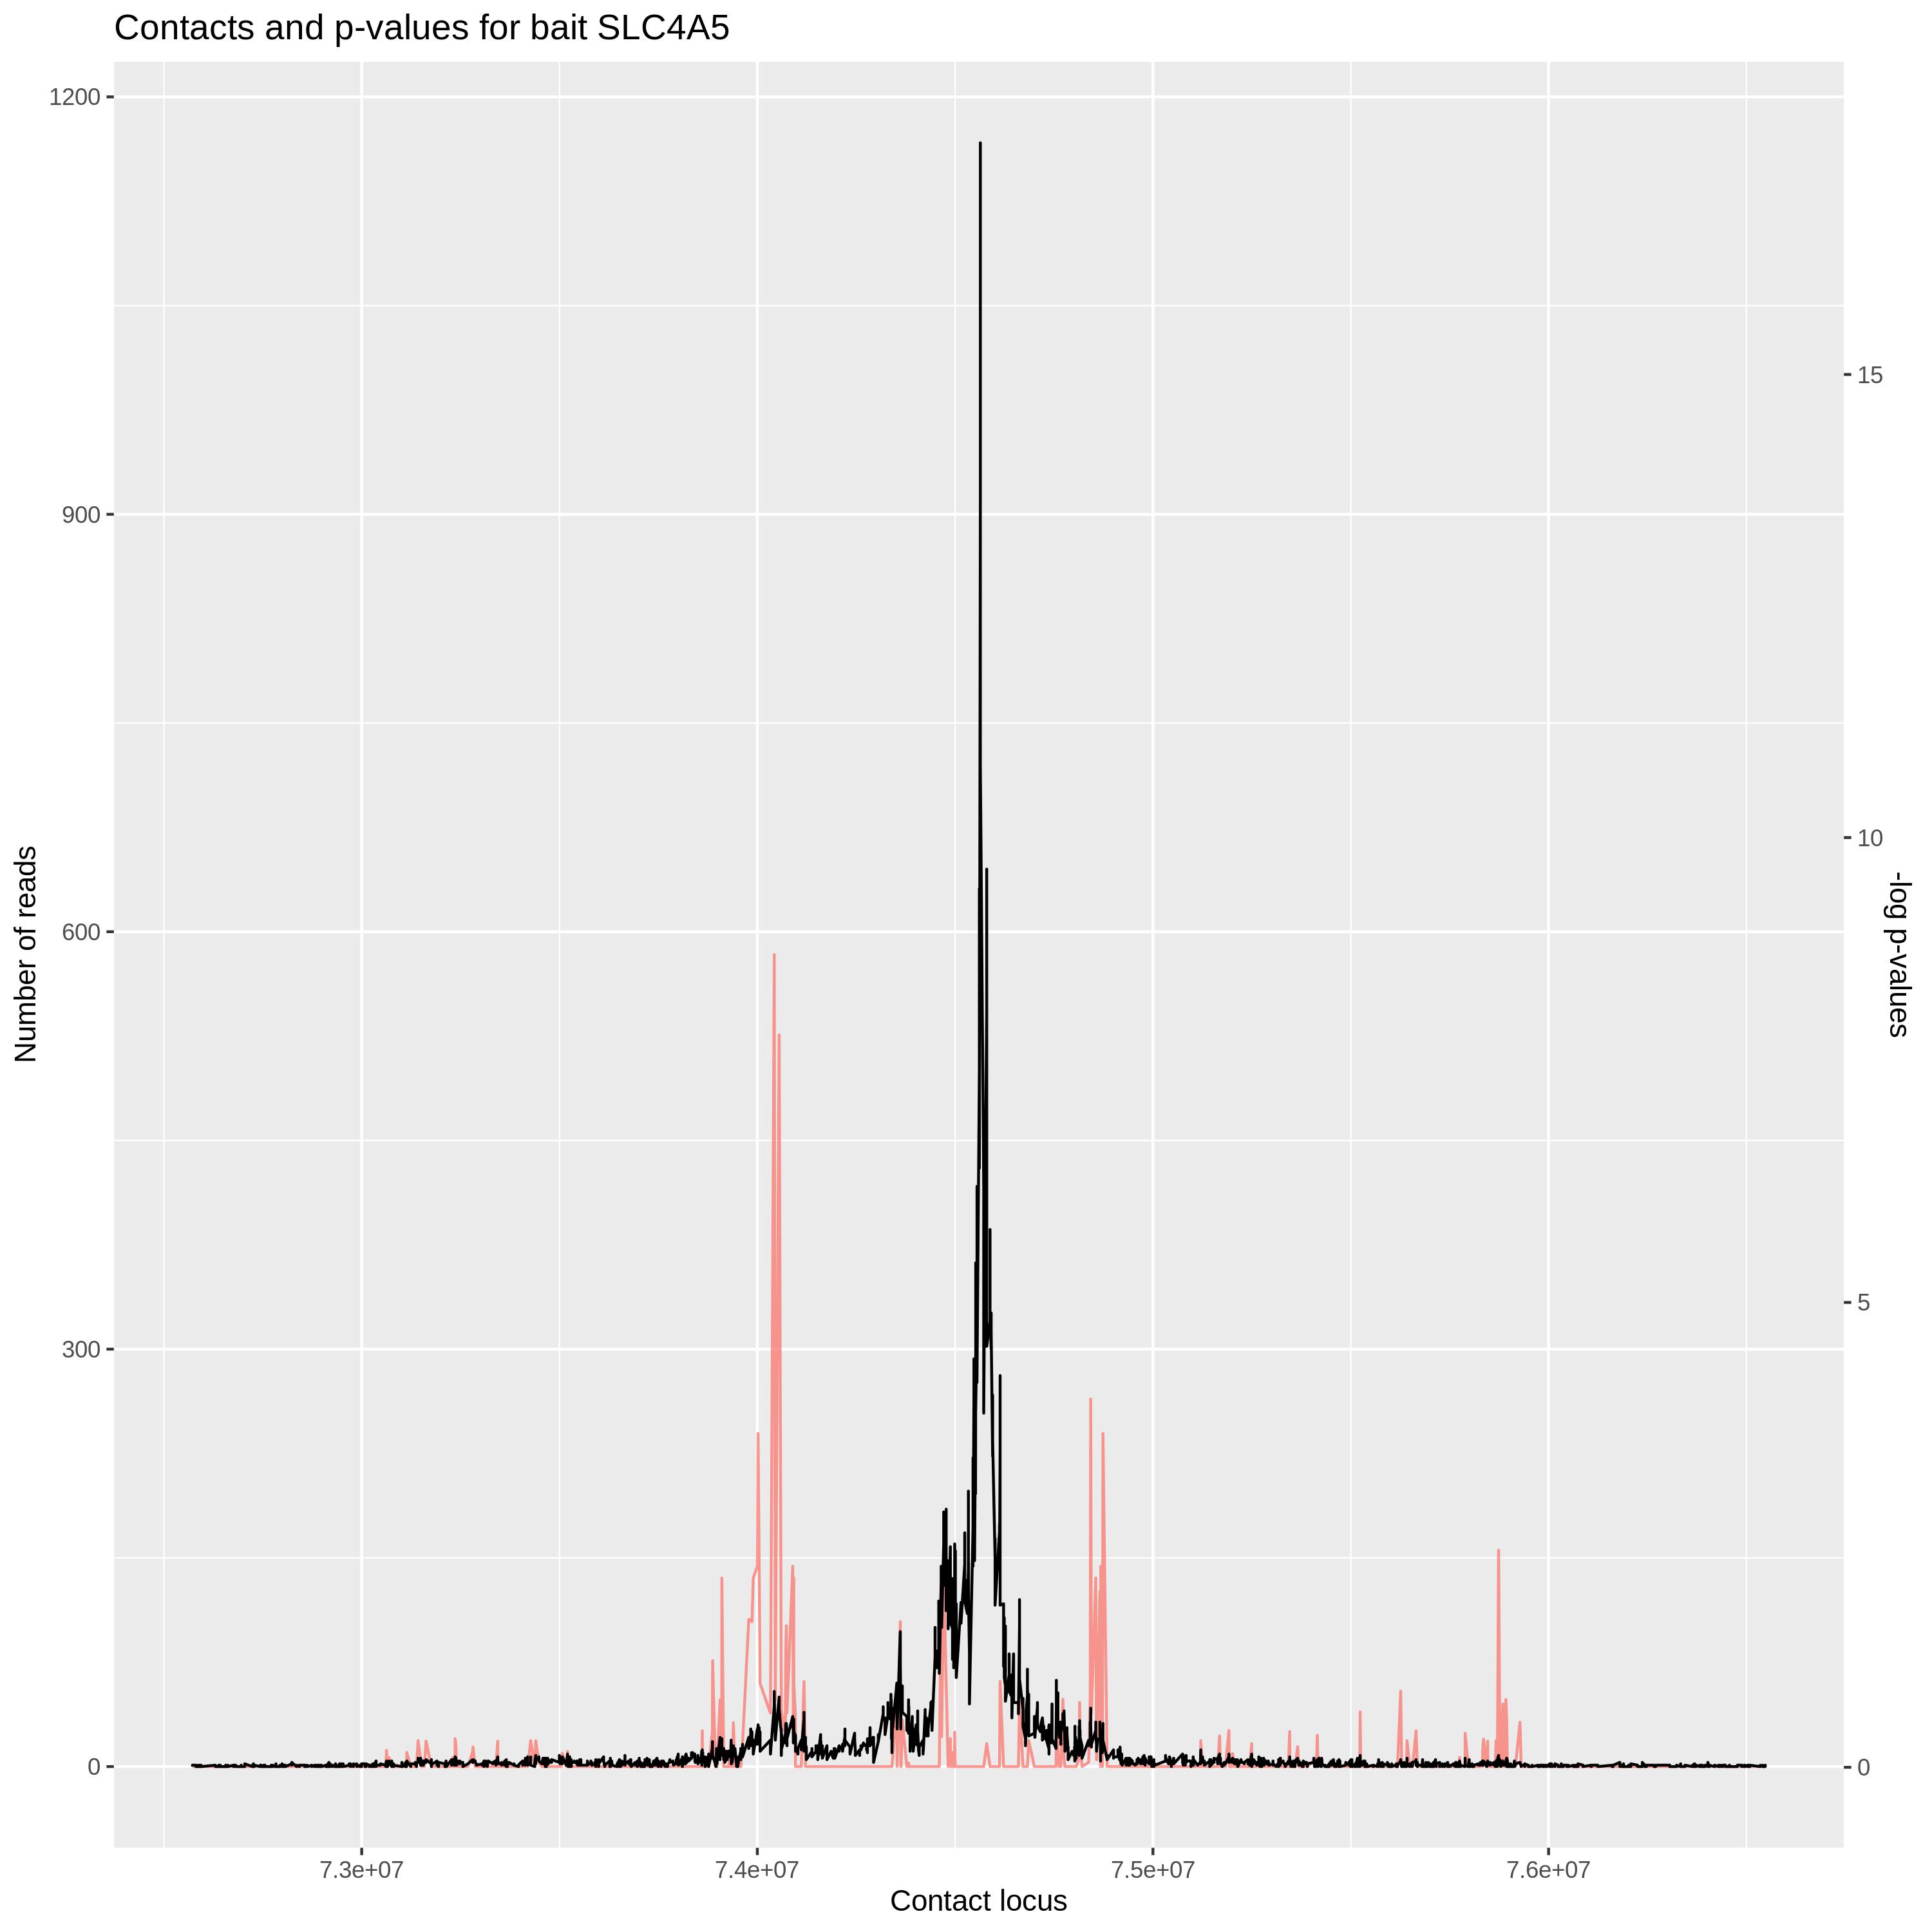 Contacts and p-values for bait SLC4A5
1200
900
600
300
0
Number of reads
15
10
5
0
-log p-values
7.3e+07
7.4e+07
7.5e+07
7.6e+07
Contact locus